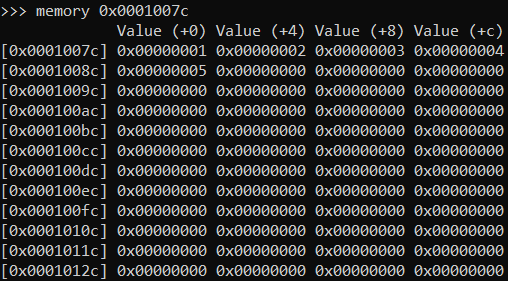 >>> memory 0x0001007c
Value (+0) Value (+4) Value (+8) Value (+c)
[0x0001007c] 0x00000001 0x00000002 0x00000003 0x00000004
[0x0001008c] 0x00000005 0x00000000 0x00000000 0x00000000
[0x0001009c] 0x00000000 0x00000000 0x00000000 0x00000000
[0x000100ac] 0x00000000 0x00000000 0x00000000 0x00000000
[0x000100bc] 0x00000000 0x00000000 0x00000000 0x00000000
[0x000100cc] 0x00000000 0x00000000 0x00000000 0x00000000
[0x000100dc] 0x00000000 0x00000000 0x00000000 0x00000000
[0x000100ec] 0x00000000 0x00000000 0x00000000 0x00000000
[0x000100fc] 0x00000000 0x00000000 0x00000000 0x00000000
[0x0001010c] 0x00000000 0x00000000 0x00000000 0x00000000
[0x0001011c] 0x00000000 0x00000000 0x00000000 0x00000000
[0x0001012c] 0x00000000 0x00000000 0x00000000 0x00000000